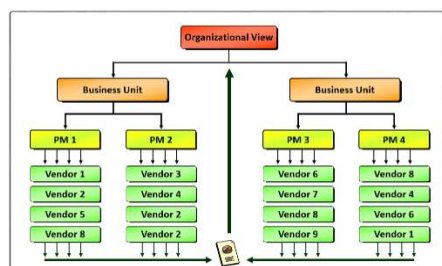 Organizational View
Business Unit
Business Unit
PM 1
PM 2
PM 3
PM 4
Vendor 1
Vendor 3
Vendor 6
Vendor 8
Vendor 2
Vendor 4
Vendor 7
Vendor 4
Vendor 5
Vendor 2
Vendor 8
Vendor 6
Vendor 8
Vendor 2
Vendor 9
Vendor 1